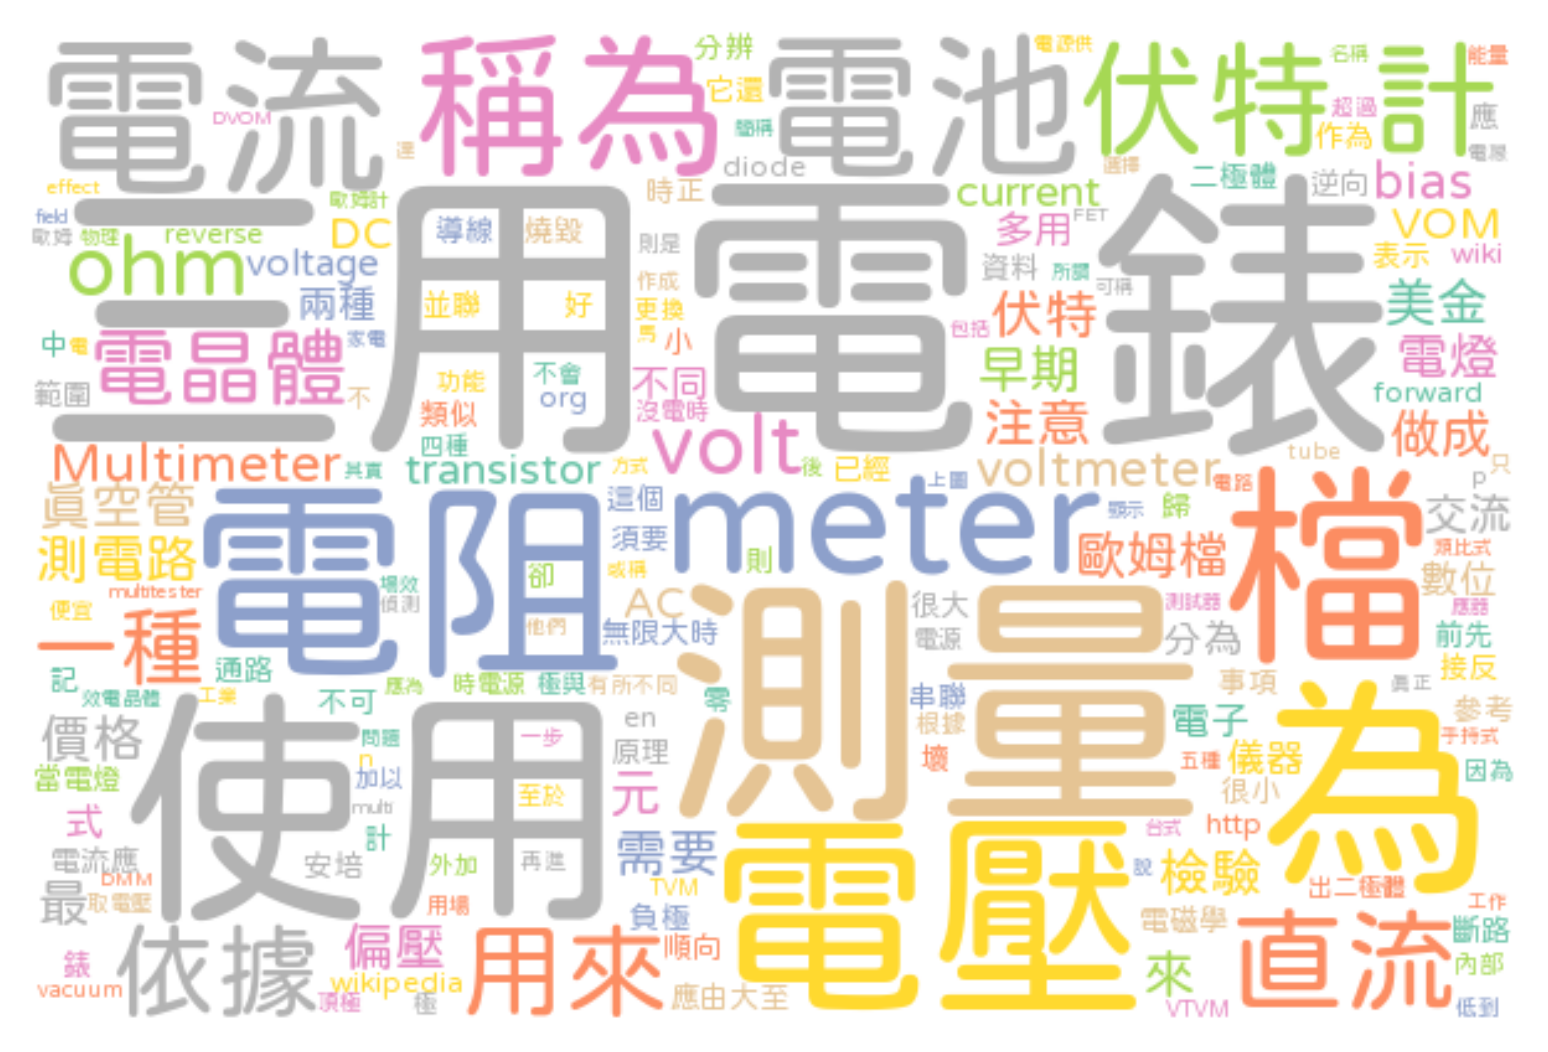 電流
稱為
電池
伏特計
三用電錶
分辨
電源供
名稱
能量
它還
DVOM
簡稱
超過
作為
應
達
diode
選擇
二極體
逆向
bias
effect
歐姆計
時正
current
field
DC
導線
燒毀
多用
FET
VOM
歐姆
物理
reverse
則是
表示
wiki
ohm
voltage
資料
所謂
作成
可稱
兩種
並聯
好
更換
伏特
美金
包括
中
電
電晶體
家電
馬
小
早期
電燈
範圍
不
功能
不會
不同
forward
org
類似
沒電時
注意
做成
四種
volt
Multimeter
其實
transistor
方式
後
已經
voltmeter
tube
只
p
電路
真空管
電阻
這個
meter
上圖
顯示
歸
檔
交流
須要
測電路
則
歐姆檔
類比式
或稱
multitester
場效
卻
數位
便宜
偵測
AC
測量
很大
測試器
應器
他們
無限大時
電源
分為
前先
一種
通路
接反
記
時電源
極與
有所不同
事項
真正
效電晶體
工業
不可
應為
零
串聯
為
參考
價格
使用
en
根據
電子
手持式
問題
一步
原理
壞
五種
儀器
因為
n
當電燈
加以
至於
元
很小
multi
式
計
電壓
台式
http
需要
電流應
安培
外加
再進
說
檢驗
DMM
TVM
出二極體
最
取電壓
用場
負極
電磁學
工作
直流
斷路
依據
偏壓
用來
順向
錶
來
內部
vacuum
wikipedia
頂極
極
應由大至
VTVM
低到